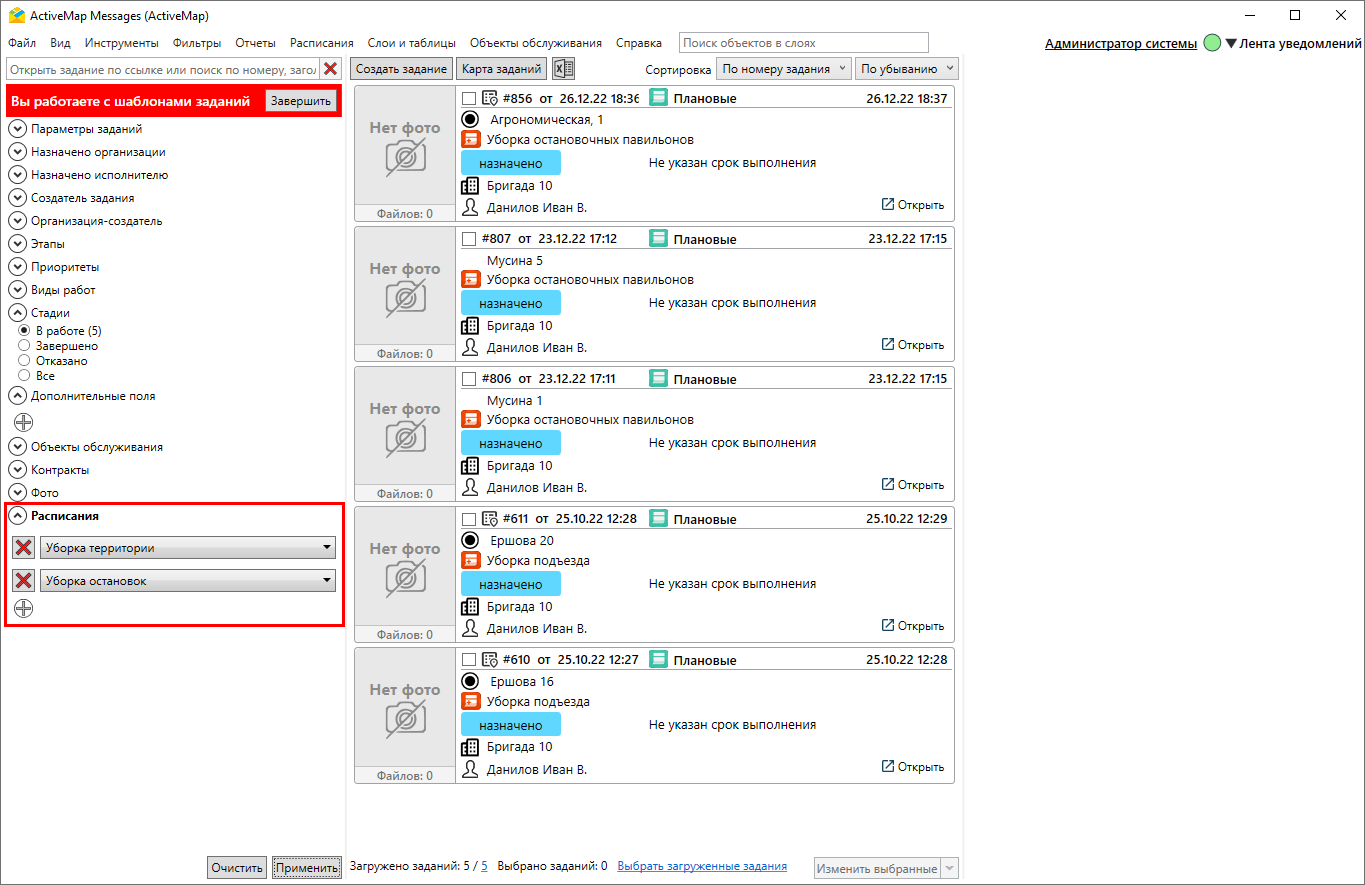 ActiveMap Messages (ActiveMap)
Файл Вид Инструменты Фильтры Отчеты Расписания Слои и таблицы Объекты обслуживания Справка Поиск объектов в слоях Администратор системы Лента уведомлений
Открыть задание по ссылке или поиск по номеру, заго
Вы работаете с шаблонами заданий Завершить
Параметры заданий
Назначено организации
Назначено исполнителю
Создатель задания
Организация-создатель
Этапы
Приоритеты
Виды работ
Стадии
В работе (5)
Завершено
Отказано
Все
Дополнительные поля
Объекты обслуживания
Контракты
Фото
Расписания
Уборка территории
Уборка остановок
Очистить Применить
Создать задание Карта заданий Сортировка По номеру задания По убыванию
Нет фото
Файлов: 0
#856 от 26.12.22 18:36 Плановые 26.12.22 18:37
Агрономическая, 1
Уборка остановочных павильонов
назначено Не указан срок выполнения
Бригада 10
Данилов Иван В. Открыть
Нет фото
Файлов: 0
#807 от 23.12.22 17:12 Плановые 23.12.22 17:15
Мусина 5
Уборка остановочных павильонов
назначено Не указан срок выполнения
Бригада 10
Данилов Иван В. Открыть
Нет фото
Файлов: 0
#806 от 23.12.22 17:11 Плановые 23.12.22 17:15
Мусина 1
Уборка остановочных павильонов
назначено Не указан срок выполнения
Бригада 10
Данилов Иван В. Открыть
Нет фото
Файлов: 0
#611 от 25.10.22 12:28 Плановые 25.10.22 12:29
Ершова 20
Уборка подъезда
назначено Не указан срок выполнения
Бригада 10
Данилов Иван В. Открыть
Нет фото
Файлов: 0
#610 от 25.10.22 12:27 Плановые 25.10.22 12:28
Ершова 16
Уборка подъезда
назначено Не указан срок выполнения
Бригада 10
Данилов Иван В. Открыть
Загружено заданий: 5 / 5 Выбрано заданий: 0 Выбрать загруженные задания Изменить выбранные